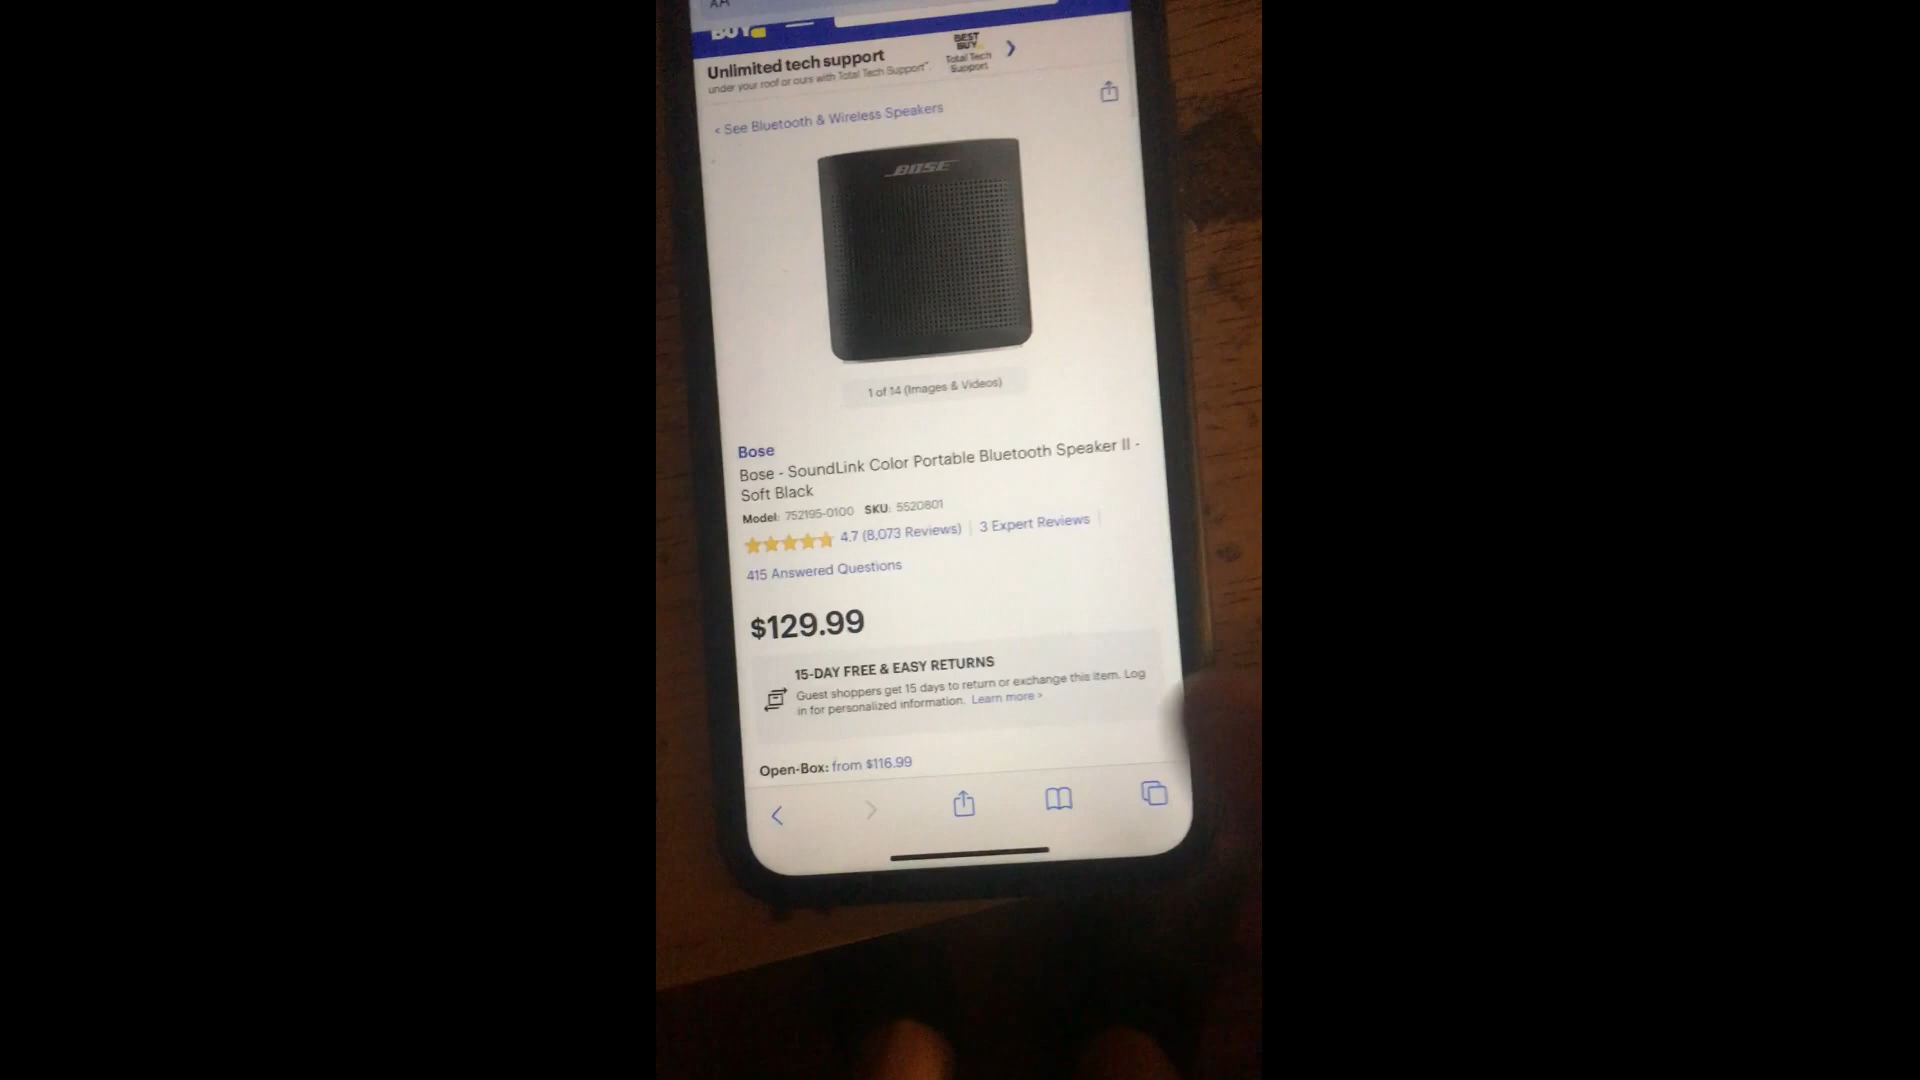 AA
BUY
Unlimited tech support
under your roof or ours with Total Tech Support™.
BEST
BUY
Total Tech
Support
< See Bluetooth & Wireless Speakers
BOSE
1 of 14 (Images & Videos)
Bose
Bose - SoundLink Color Portable Bluetooth Speaker II -
Soft Black
Model: 752195-0100 SKU: 5520801
4.7 (8,073 Reviews) 3 Expert Reviews
415 Answered Questions
$129.99
15-DAY FREE & EASY RETURNS
Guest shoppers get 15 days to return or exchange this item. Log
in for personalized information. Learn more >
Open-Box: from $116.99